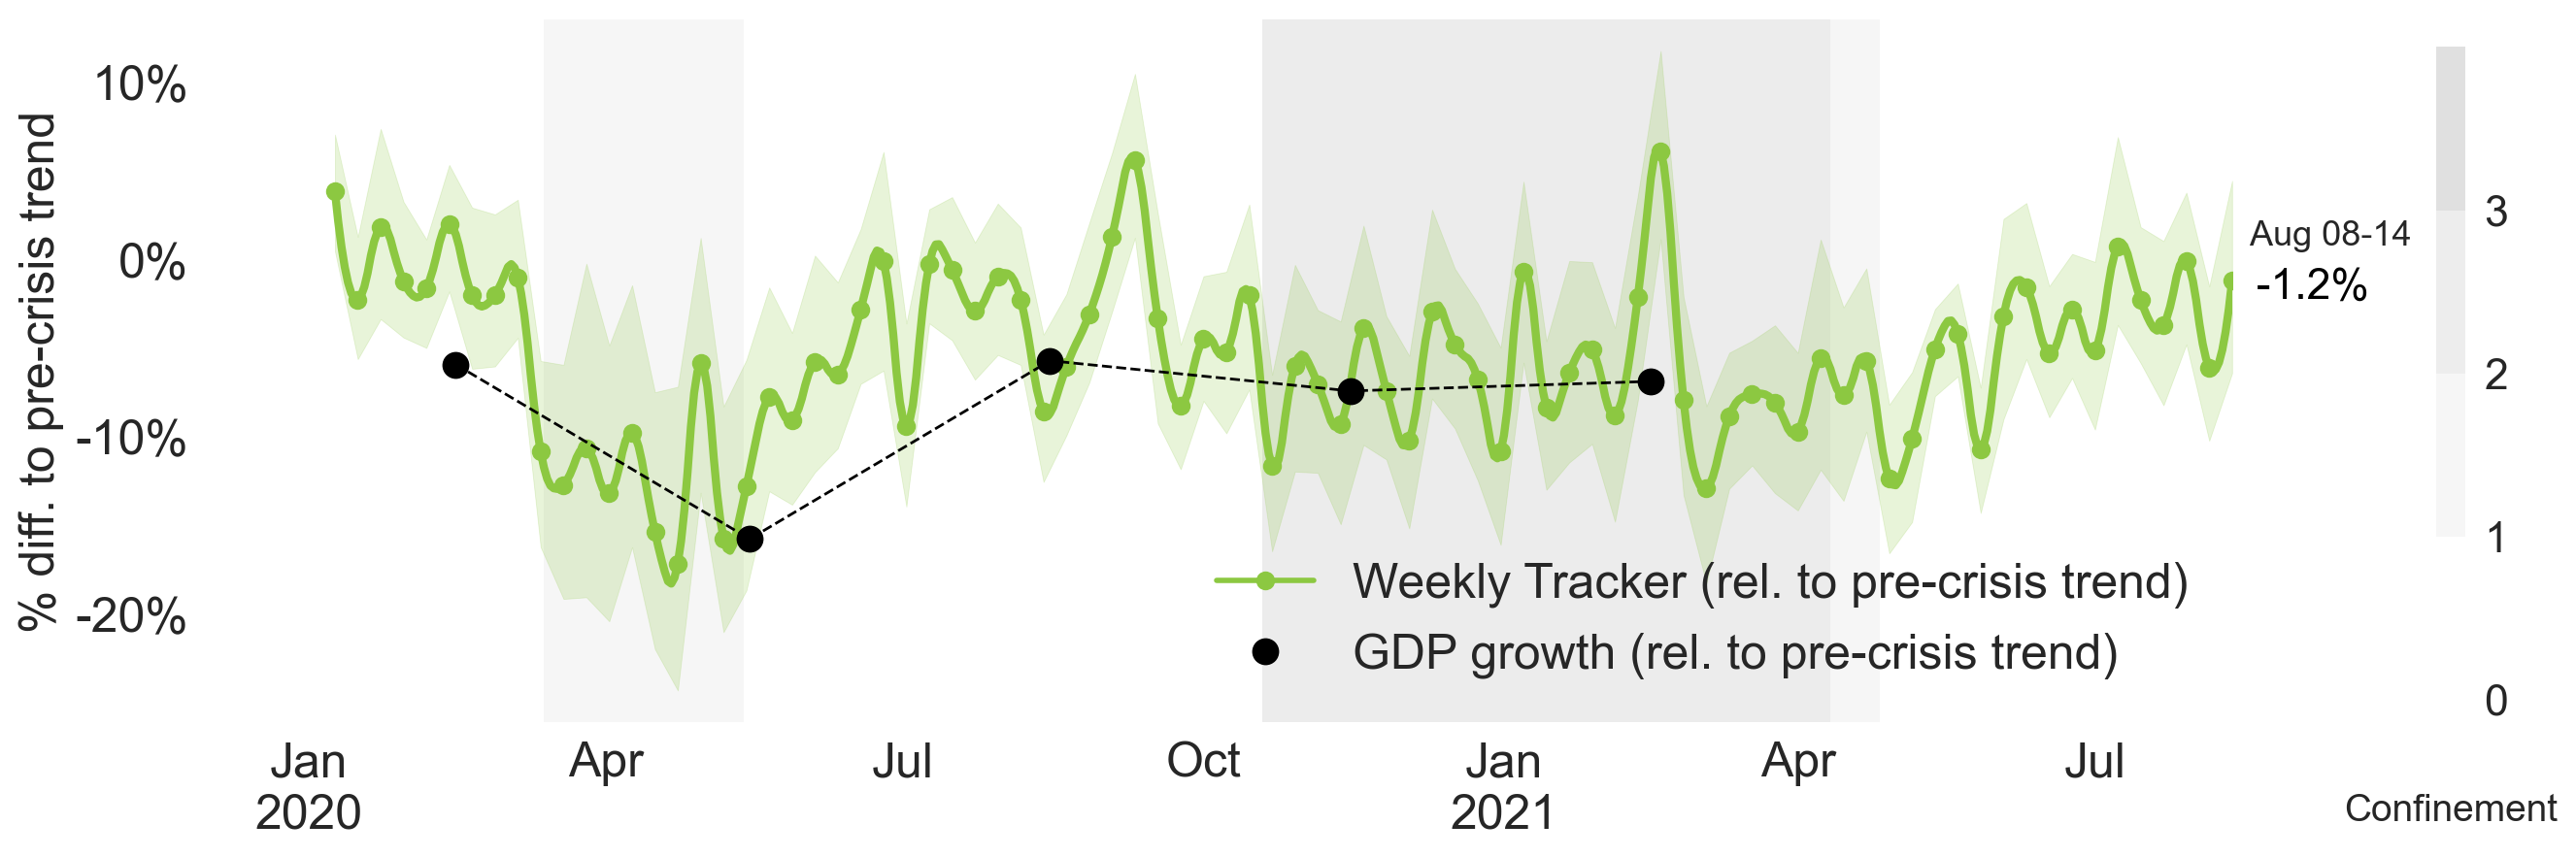 % diff. to pre-crisis trend
10%
0%
-10%
-20%
Jan
2020
Apr
Jul
Oct
Jan
2021
Apr
Jul
Weekly Tracker (rel. to pre-crisis trend)
GDP growth (rel. to pre-crisis trend)
Aug 08-14
-1.2%
3
2
1
0
Confinement